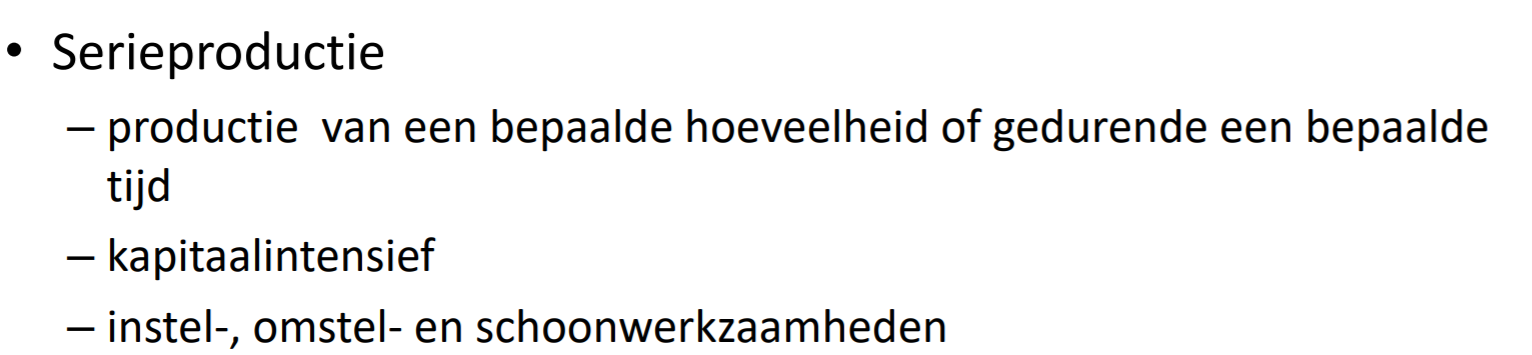 • Serieproductie
– productie  van een bepaalde hoeveelheid of gedurende een bepaalde
tijd
– kapitaalintensief
– instel-, omstel- en schoonwerkzaamheden